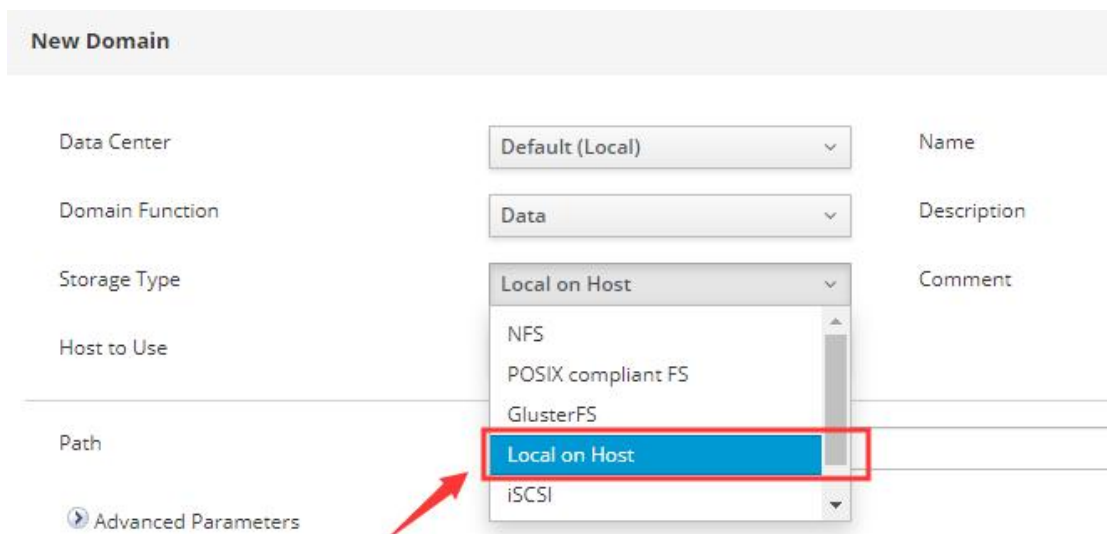 New Domain
Data Center Default (Local) Name
Domain Function Data Description
Storage Type Local on Host Comment
NFS
Host to Use
POSIX compliant FS
GlusterFS
Path
Local on Host
iSCSI
Advanced Parameters